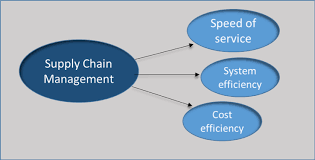 Speed of
service
Supply Chain
Management
System
efficiency
Cost
efficiency